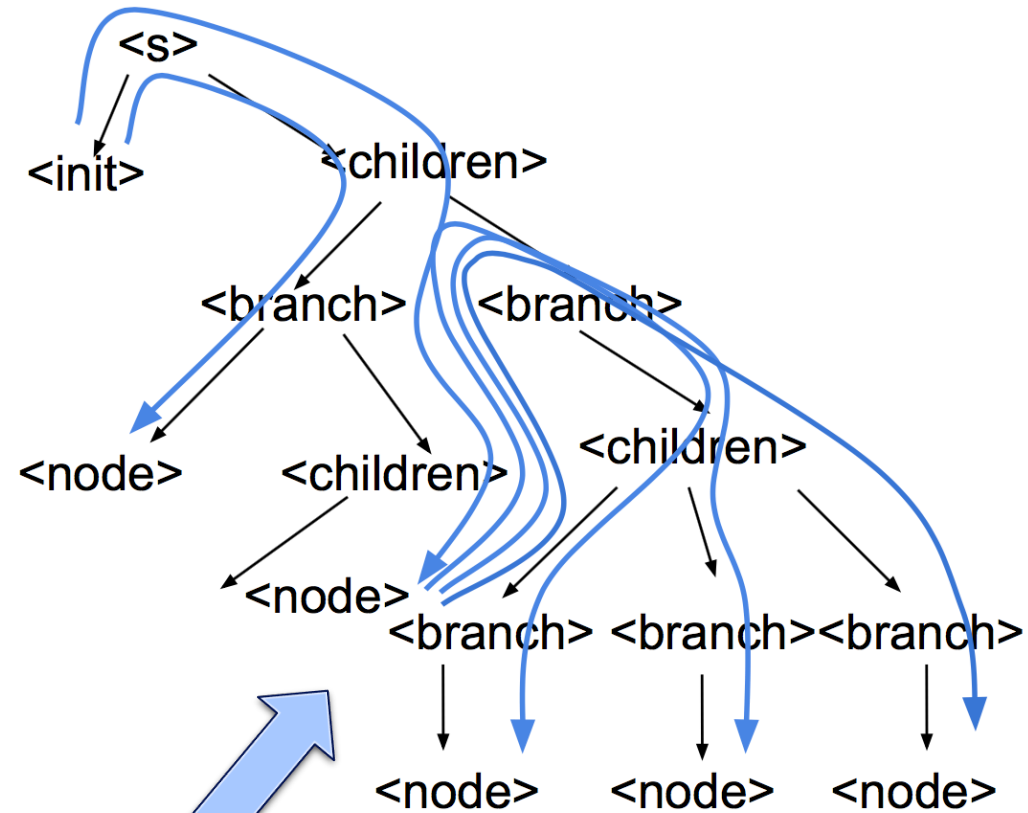 <s>
<init> <children>
<branch> <branch>
<node> <children> <children>
<node>
<branch> <branch> <branch>
<node> <node> <node>